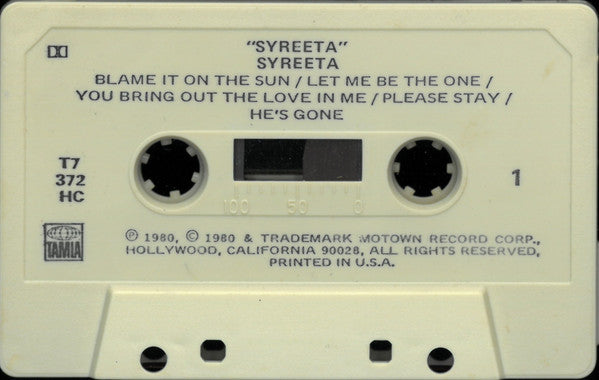 "SYREETA"
SYREETA
BLAME IT ON THE SUN / LET ME BE THE ONE /
YOU BRING OUT THE LOVE IN ME / PLEASE STAY /
HE'S GONE
T7
372
HC
1
100 50 0
TAMLA
℗ 1980, © 1980 & TRADEMARK MOTOWN RECORD CORP.,
HOLLYWOOD, CALIFORNIA 90028, ALL RIGHTS RESERVED,
PRINTED IN U.S.A.